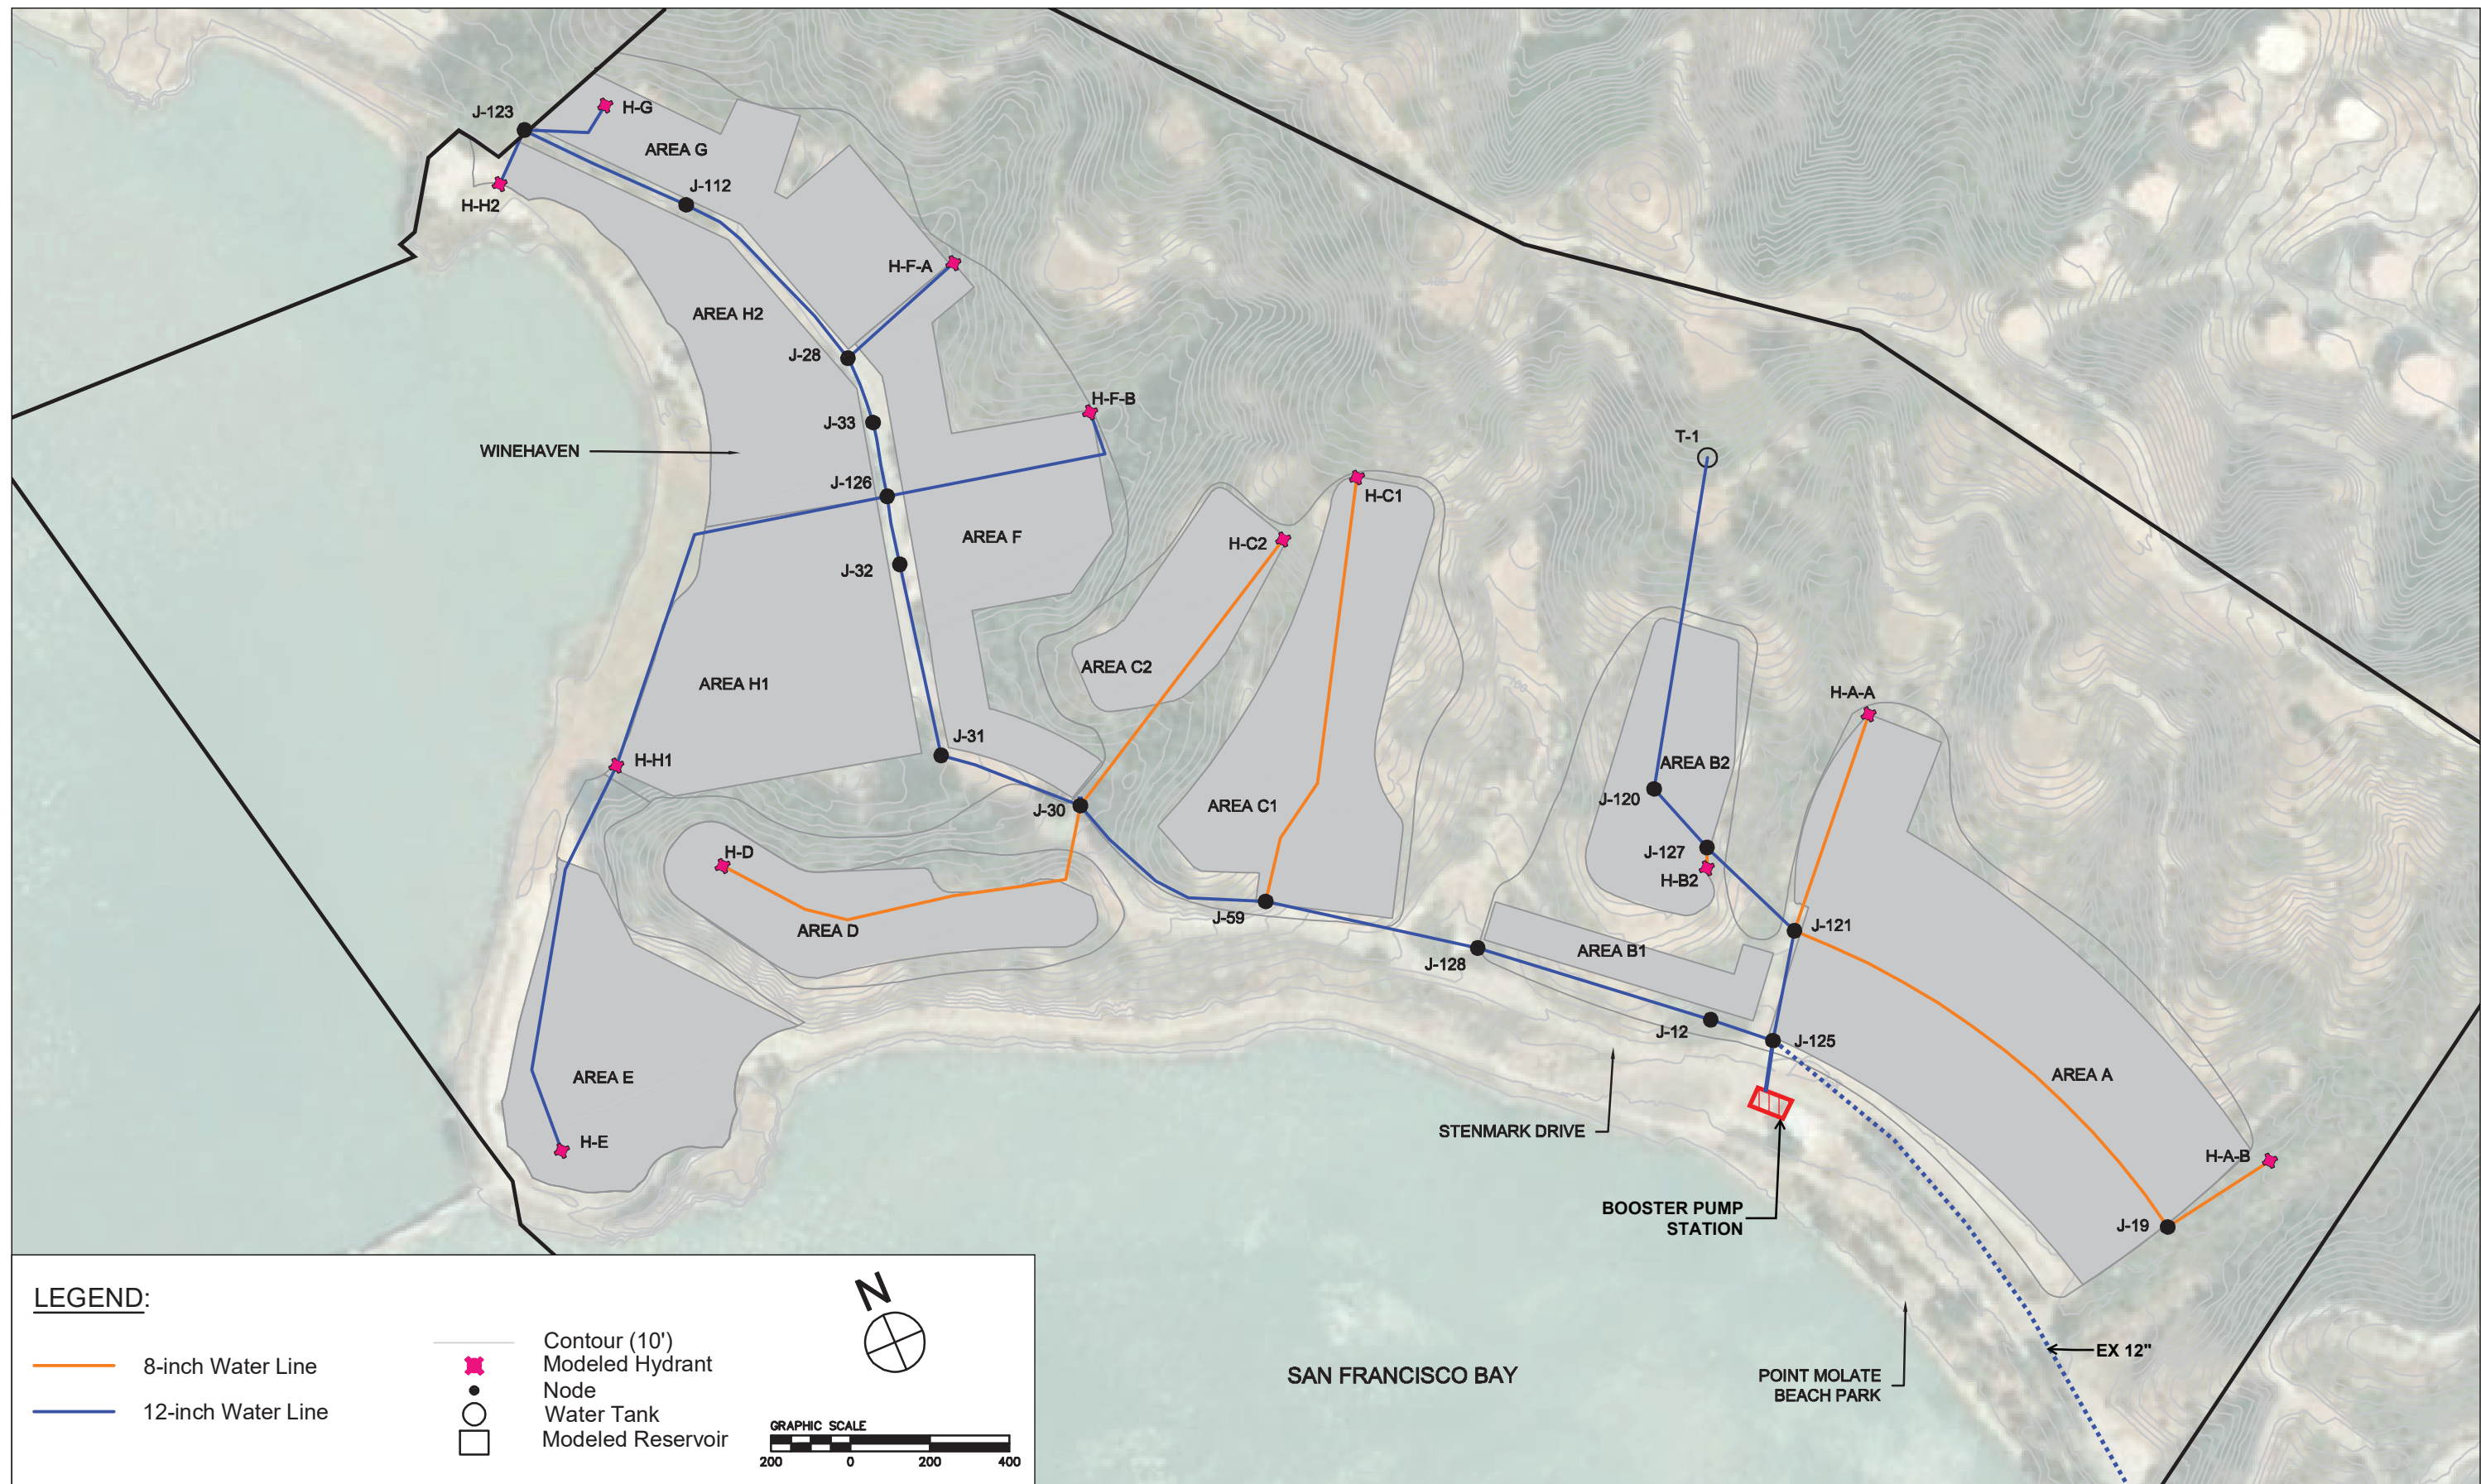 J-123
H-G
AREA G
J-112
H-H2
H-F-A
AREA H2
J-28
H-F-B
J-33
WINEHAVEN
T-1
J-126
H-C1
AREA F
H-C2
J-32
AREA C2
AREA H1
H-A-A
J-31
H-H1
AREA B2
J-120
AREA C1
J-30
H-D
J-127
H-B2
J-59
AREA D
J-121
AREA B1
J-128
J-12
J-125
AREA E
AREA A
STENMARK DRIVE
H-E
H-A-B
BOOSTER PUMP
STATION
J-19
EX 12"
SAN FRANCISCO BAY
POINT MOLATE
BEACH PARK
LEGEND:
8-inch Water Line
12-inch Water Line
Contour (10')
Modeled Hydrant
Node
Water Tank
Modeled Reservoir
N
GRAPHIC SCALE
200 0 200 400